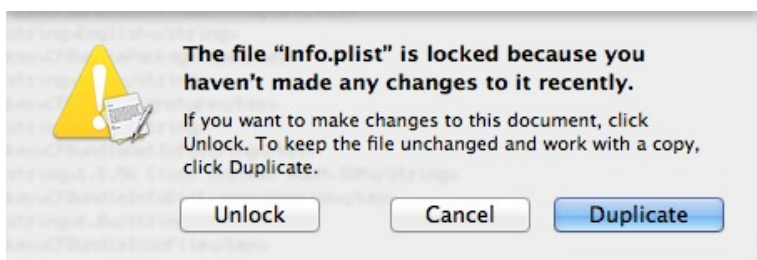 The file “Info.plist” is locked because you
haven't made any changes to it recently.
If you want to make changes to this document, click
Unlock. To keep the file unchanged and work with a copy,
click Duplicate.
Unlock
Cancel
Duplicate